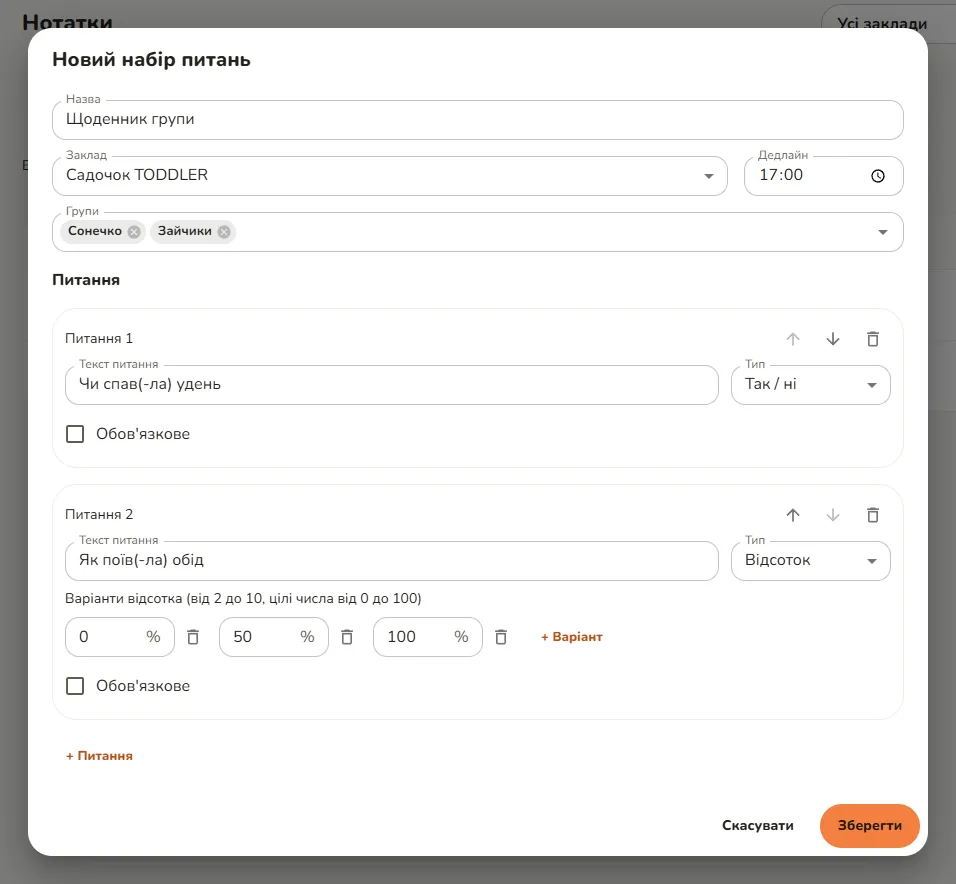 Нотатки
Усі заклади
Новий набір питань
Назва
Щоденник групи
Заклад
Садочок TODDLER
Дедлайн
17:00
Групи
Сонечко Зайчики
Питання
Питання 1
Текст питання
Чи спав(-ла) удень
Тип
Так / ні
Обов'язкове
Питання 2
Текст питання
Як поїв(-ла) обід
Тип
Відсоток
Варіанти відсотка (від 2 до 10, цілі числа від 0 до 100)
0 % 50 % 100 % + Варіант
Обов'язкове
+ Питання
Скасувати Зберегти